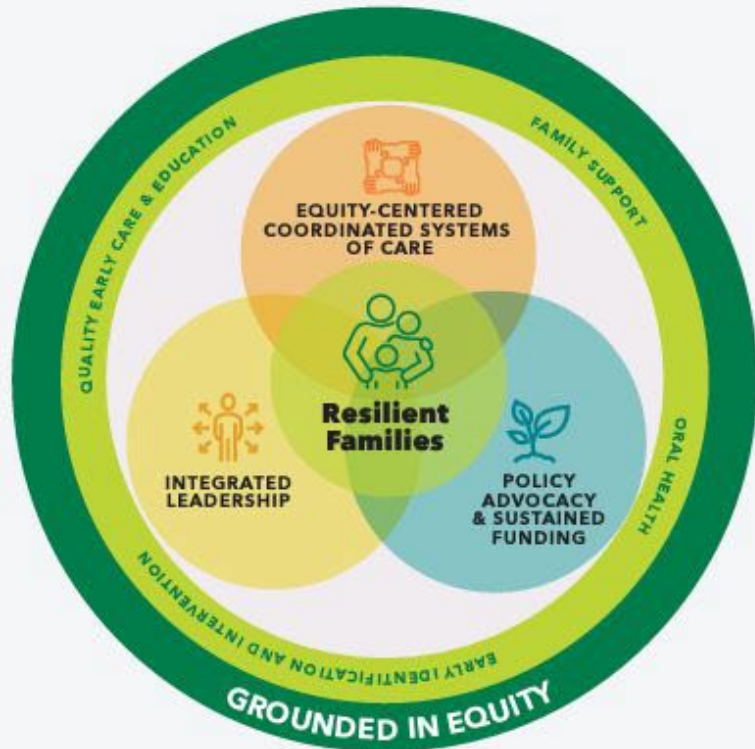 QUALITY EARLY CARE & EDUCATION
FAMILY SUPPORT
EQUITY-CENTERED
COORDINATED SYSTEMS
OF CARE
Resilient
Families
INTEGRATED
LEADERSHIP
POLICY
ADVOCACY
& SUSTAINED
FUNDING
ORAL HEALTH
EARLY IDENTIFICATION AND INTERVENTION
GROUNDED IN EQUITY